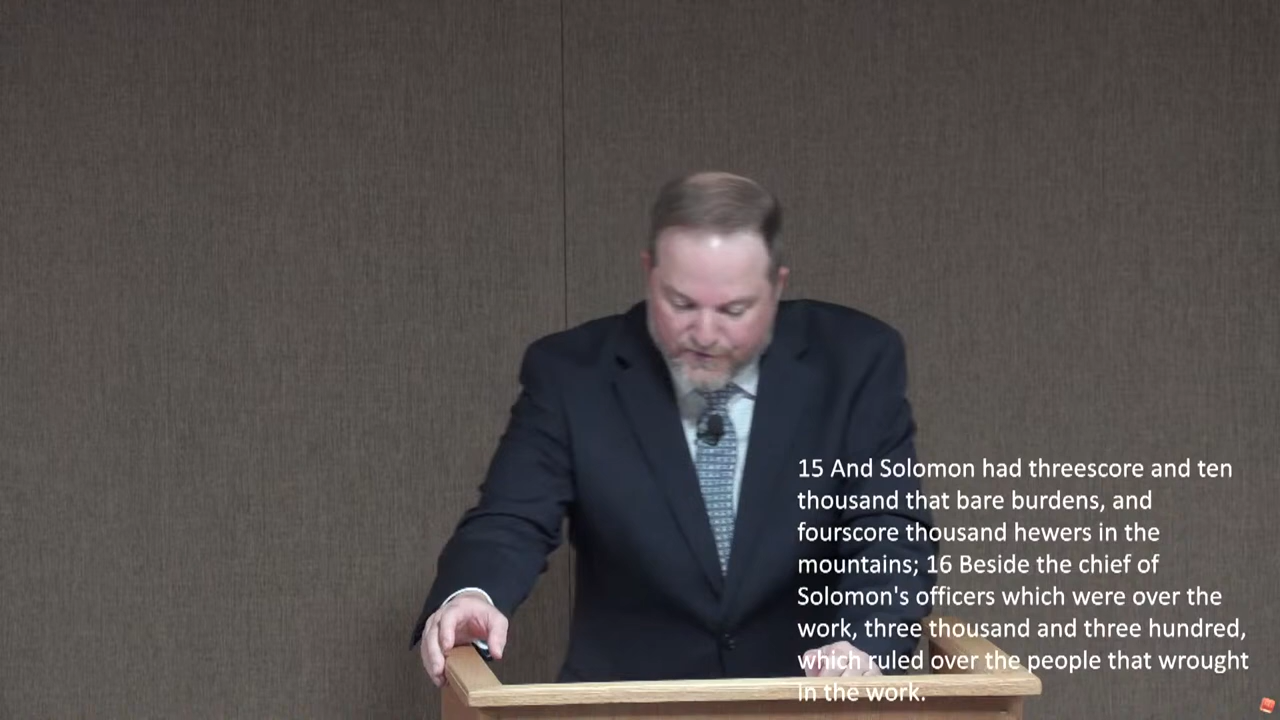 15 And Solomon had threescore and ten
thousand that bare burdens, and
fourscore thousand hewers in the
mountains; 16 Beside the chief of
Solomon's officers which were over the
work, three thousand and three hundred,
which ruled over the people that wrought
in the work.